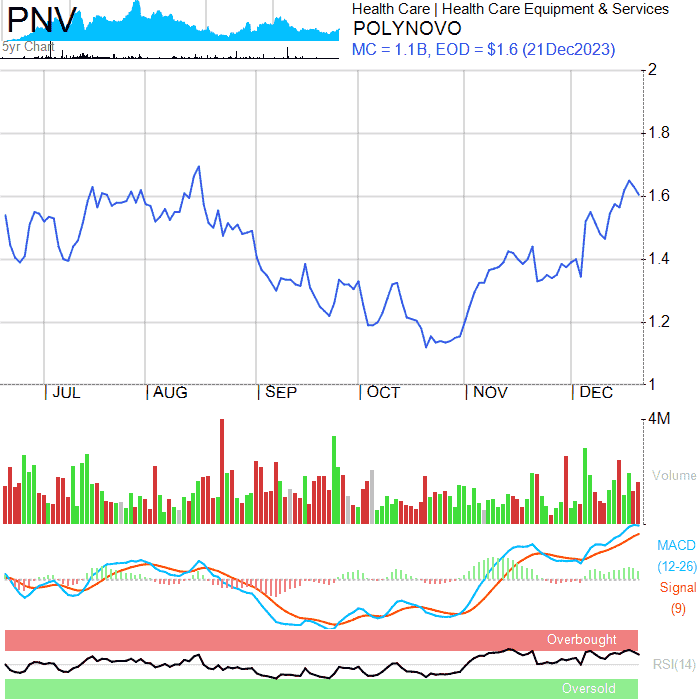 PNV
5yr Chart
Health Care | Health Care Equipment & Services
POLYNOVO
MC = 1.1B, EOD = $1.6 (21Dec2023)
2
1.8
1.6
1.4
1.2
1
| JUL | AUG | SEP | OCT | NOV | DEC
4M
Volume
MACD
(12-26)
Signal
(9)
Overbought
RSI(14)
Oversold